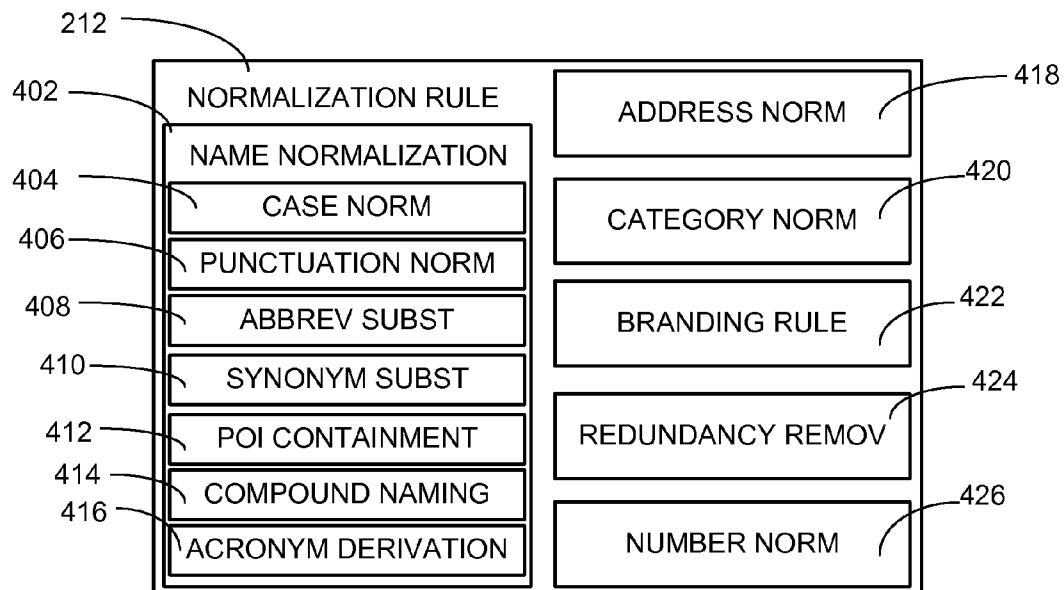 212
402
NORMALIZATION RULE
NAME NORMALIZATION
404
CASE NORM
406
PUNCTUATION NORM
408
ABBREV SUBST
410
SYNONYM SUBST
412
POI CONTAINMENT
414
COMPOUND NAMING
416
ACRONYM DERIVATION
ADDRESS NORM
418
CATEGORY NORM
420
BRANDING RULE
422
REDUNDANCY REMOV
424
NUMBER NORM
426